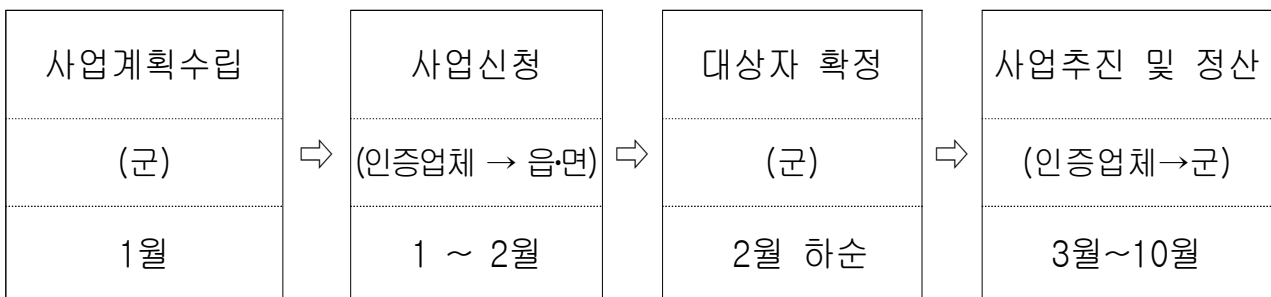 사업계획수립
(군)
1월
⇨
사업신청
(인증업체 → 읍·면)
1 ~ 2월
⇨
대상자 확정
(군)
2월 하순
⇨
사업추진 및 정산
(인증업체→군)
3월~10월